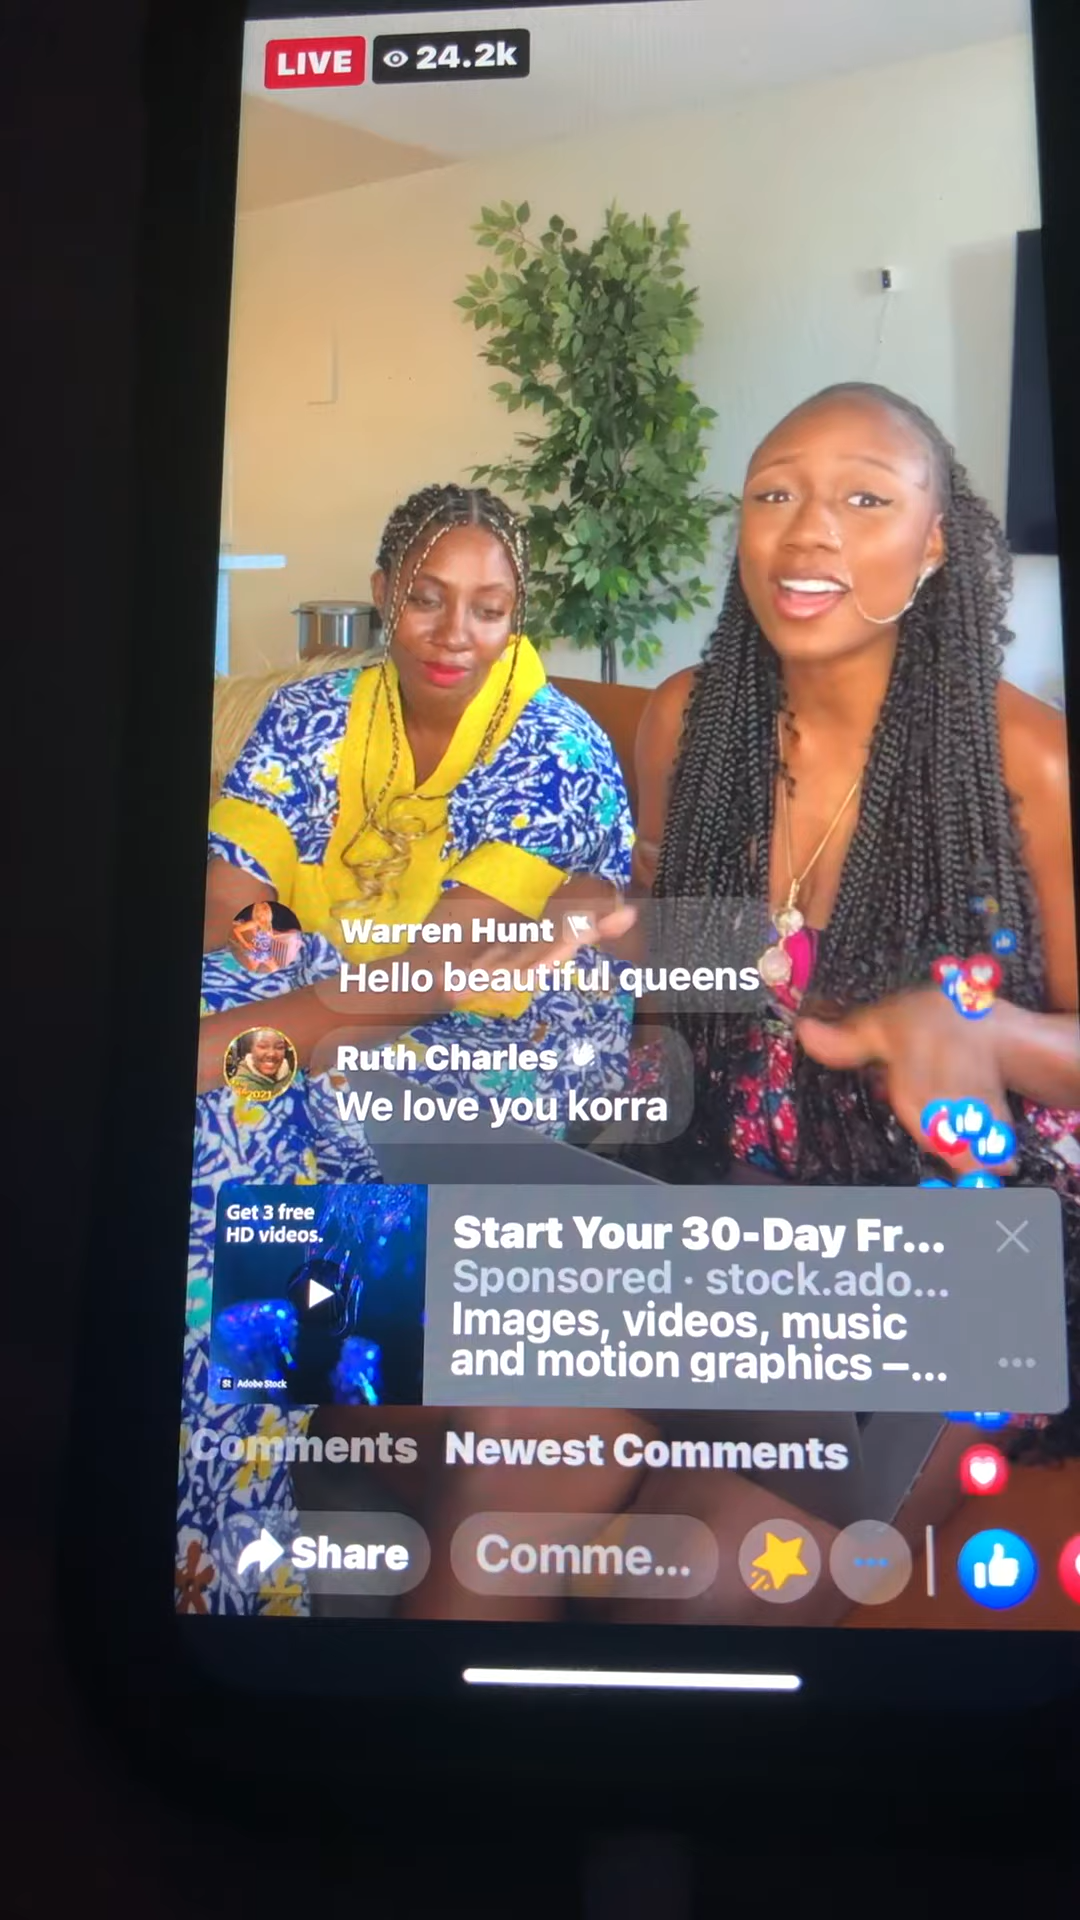 LIVE 24.2k
Warren Hunt
Hello beautiful queens
Ruth Charles
2021
We love you korra
Get 3 free
HD videos.
St Adobe Stock
Start Your 30-Day Fr...
Sponsored · stock.ado...
Images, videos, music
and motion graphics –...
Comments Newest Comments
Share Comme...